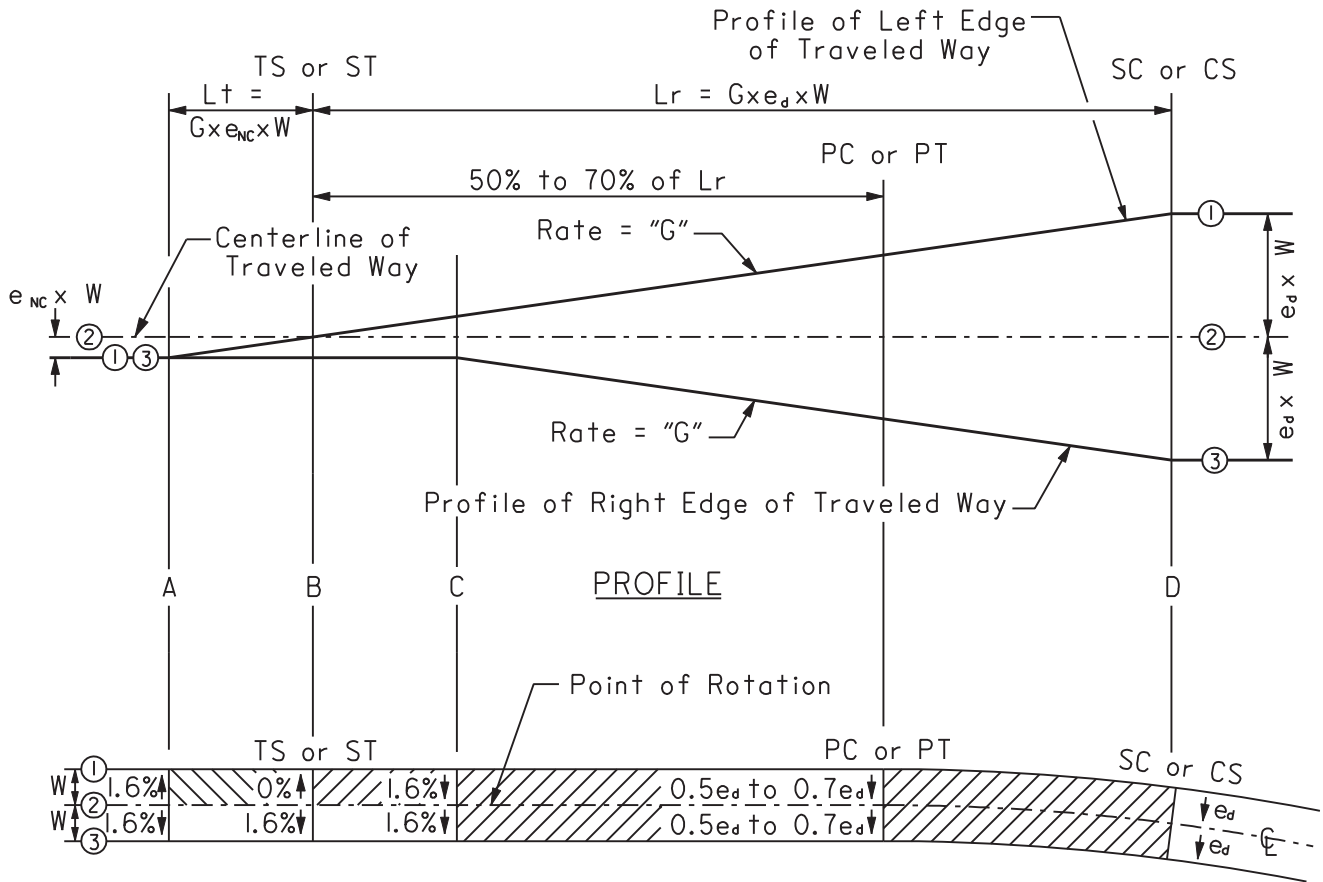 Profile of Left Edge
of Traveled Way
TS or ST
SC or CS
Lt =
GxeNCxW
Lr = GxedxW
PC or PT
50% to 70% of Lr
①
Rate = "G"
Centerline of
Traveled Way
eNC x W
ed x W
②
②
① ③
ed x W
Rate = "G"
③
Profile of Right Edge of Traveled Way
A
B
C
PROFILE
D
Point of Rotation
TS or ST
PC or PT
SC or CS
①
W
1.6%
0%
1.6%
0.5ed to 0.7ed
ed
②
W
1.6%
1.6%
1.6%
0.5ed to 0.7ed
ed
CL
③